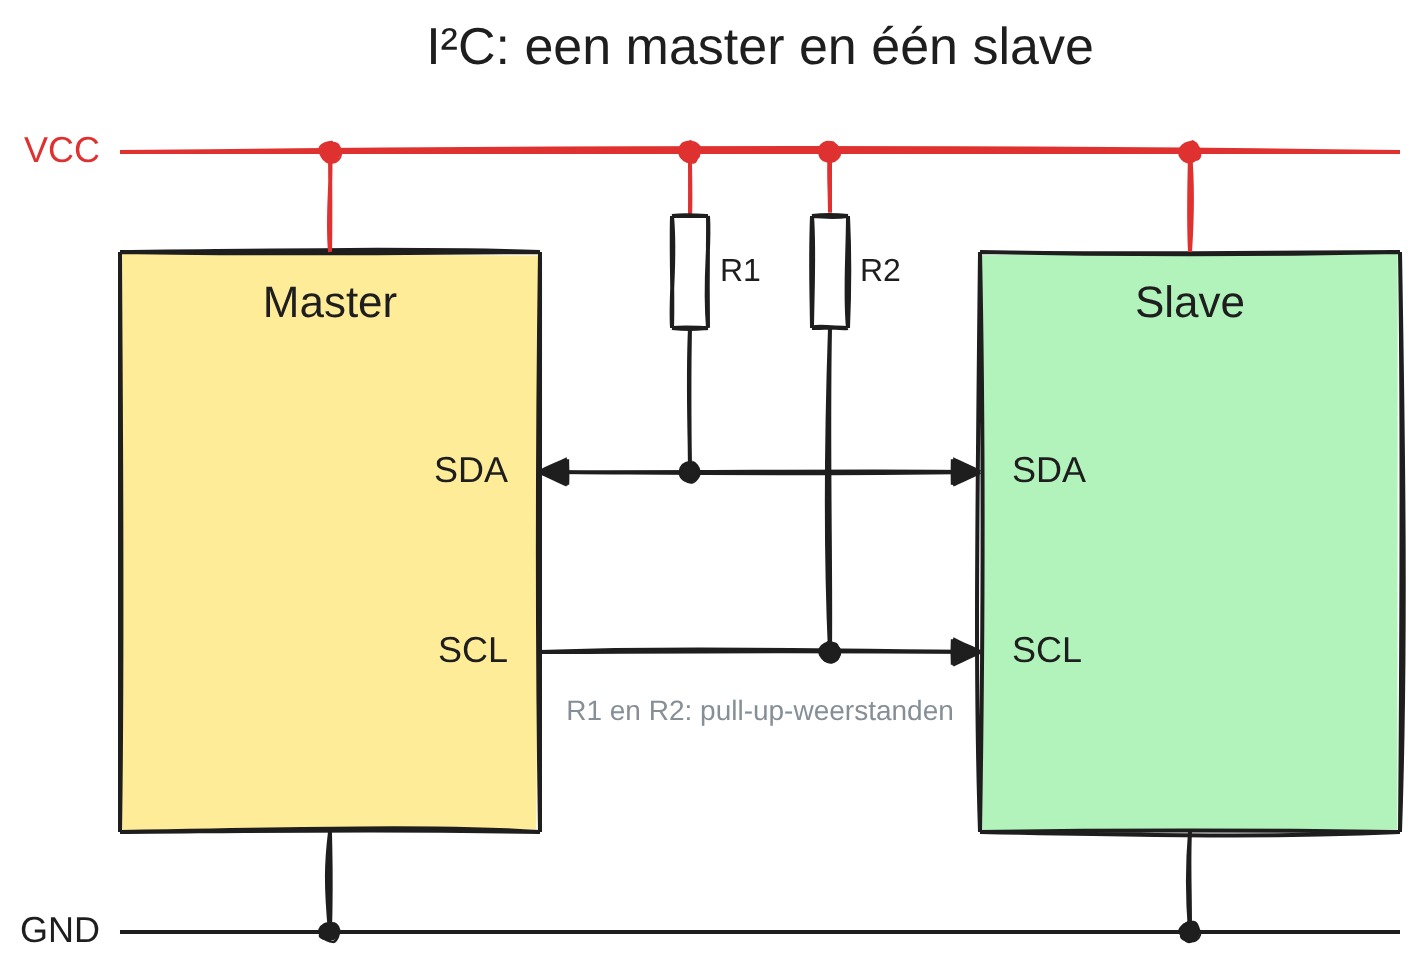 I²C: een master en één slave
VCC
R1
R2
Master
Slave
SDA
SDA
SCL
SCL
R1 en R2: pull-up-weerstanden
GND